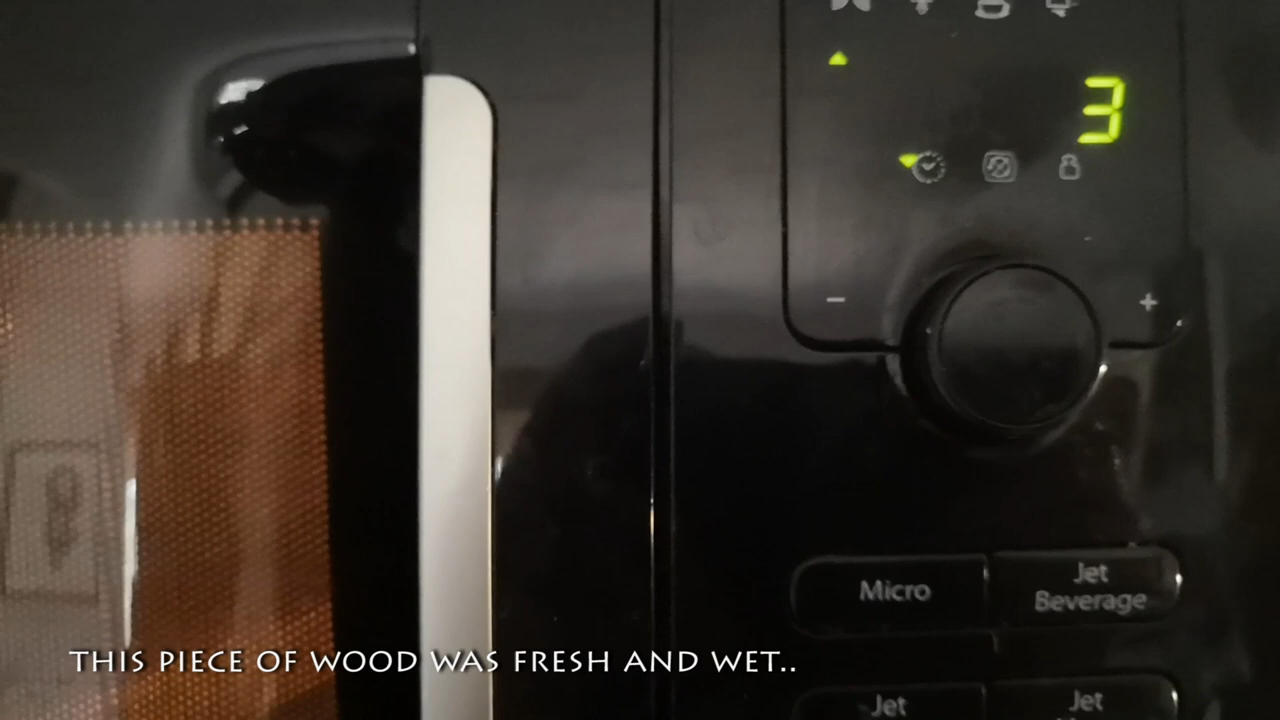 3
Micro
Jet
Beverage
THIS PIECE OF WOOD WAS FRESH AND WET..
Jet
Jet